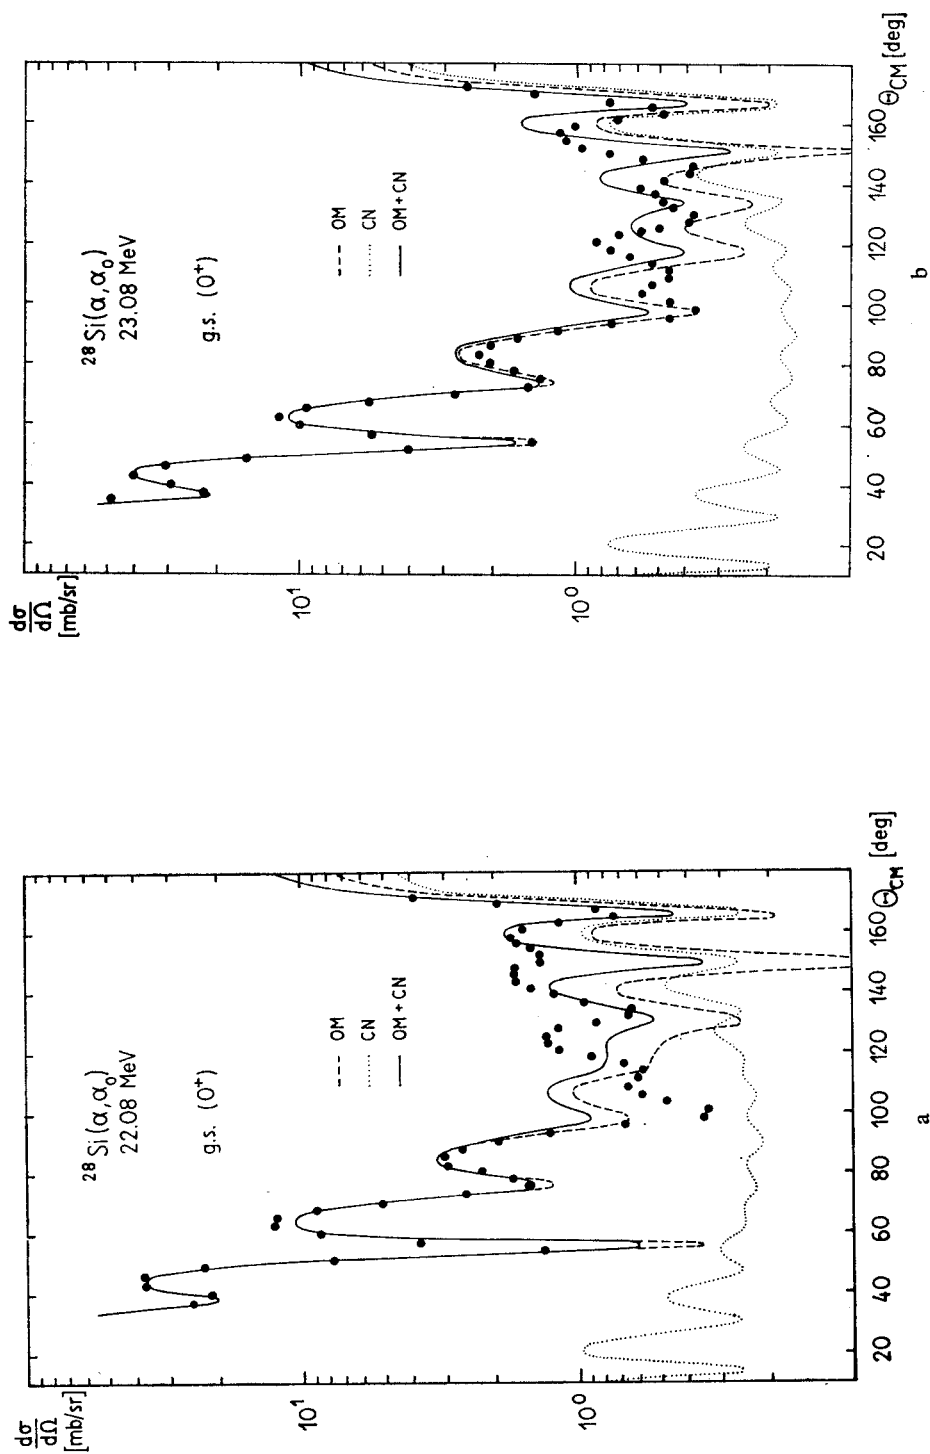 dσ
dΩ
[mb/sr]
10¹
10⁰
²⁸Si(α,α₀)
22.08 MeV
g.s. (0⁺)
OM
CN
OM+CN
20
40
60
80
100
120
140
160
ΘCM [deg]
a
dσ
dΩ
[mb/sr]
10¹
10⁰
²⁸Si(α,α₀)
23.08 MeV
g.s. (0⁺)
OM
CN
OM+CN
20
40
60
80
100
120
140
160
ΘCM [deg]
b